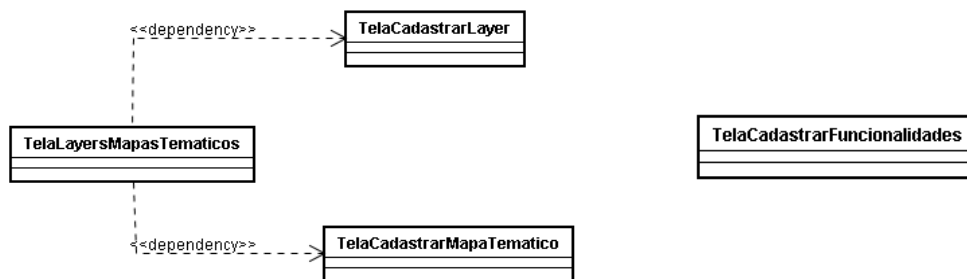 <<dependency>>
TelaCadastrarLayer
TelaLayersMapasTematicos
TelaCadastrarFuncionalidades
<<dependency>>
TelaCadastrarMapaTematico